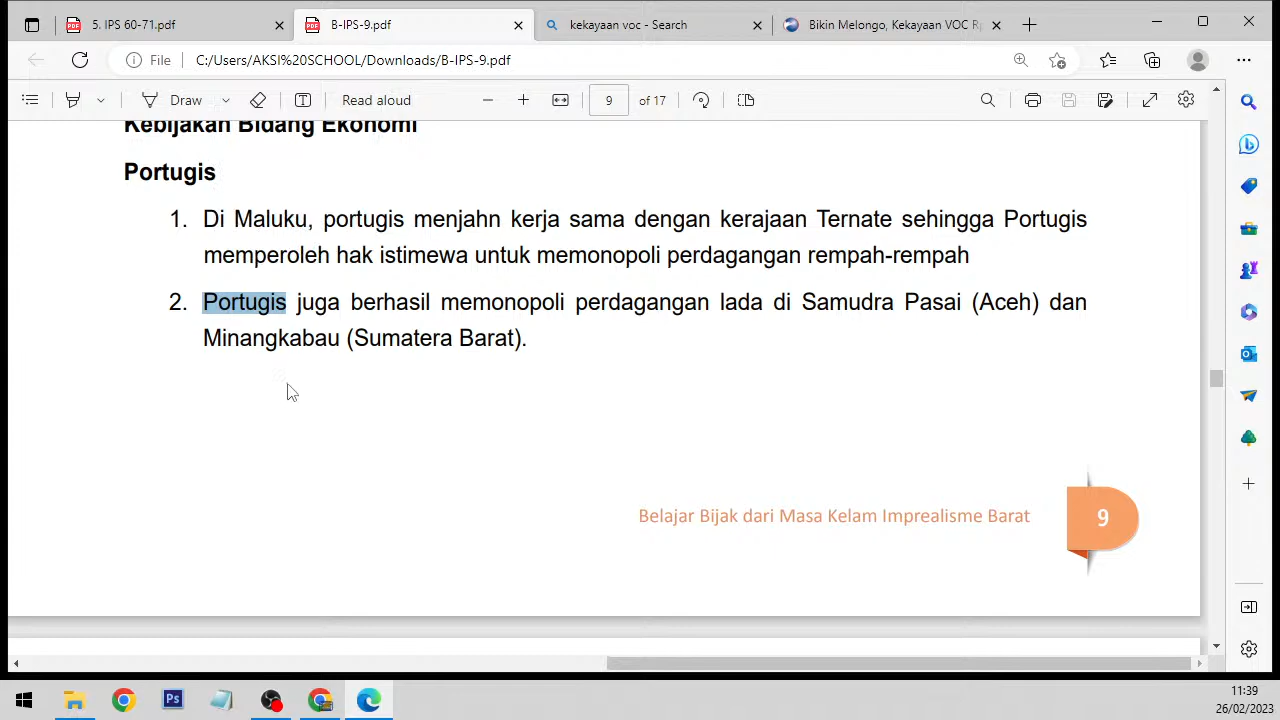 5. IPS 60-71.pdf
B-IPS-9.pdf
kekayaan voc - Search
Bikin Melongo, Kekayaan VOC Rp
File
C:/Users/AKSI%20SCHOOL/Downloads/B-IPS-9.pdf
Draw
Read aloud
9 of 17
Kebijakan Bidang Ekonomi
Portugis
1. Di Maluku, portugis menjahn kerja sama dengan kerajaan Ternate sehingga Portugis
memperoleh hak istimewa untuk memonopoli perdagangan rempah-rempah
2. Portugis juga berhasil memonopoli perdagangan lada di Samudra Pasai (Aceh) dan
Minangkabau (Sumatera Barat).
Belajar Bijak dari Masa Kelam Imprealisme Barat
9
Ps
11:39
26/02/2023